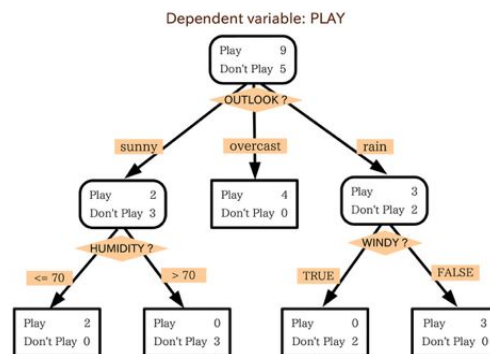 Dependent variable: PLAY
Play 9
Don't Play 5
OUTLOOK ?
sunny
overcast
rain
Play 2
Don't Play 3
Play 4
Don't Play 0
Play 3
Don't Play 2
HUMIDITY ?
WINDY ?
<= 70
> 70
TRUE
FALSE
Play 2
Don't Play 0
Play 0
Don't Play 3
Play 0
Don't Play 2
Play 3
Don't Play 0